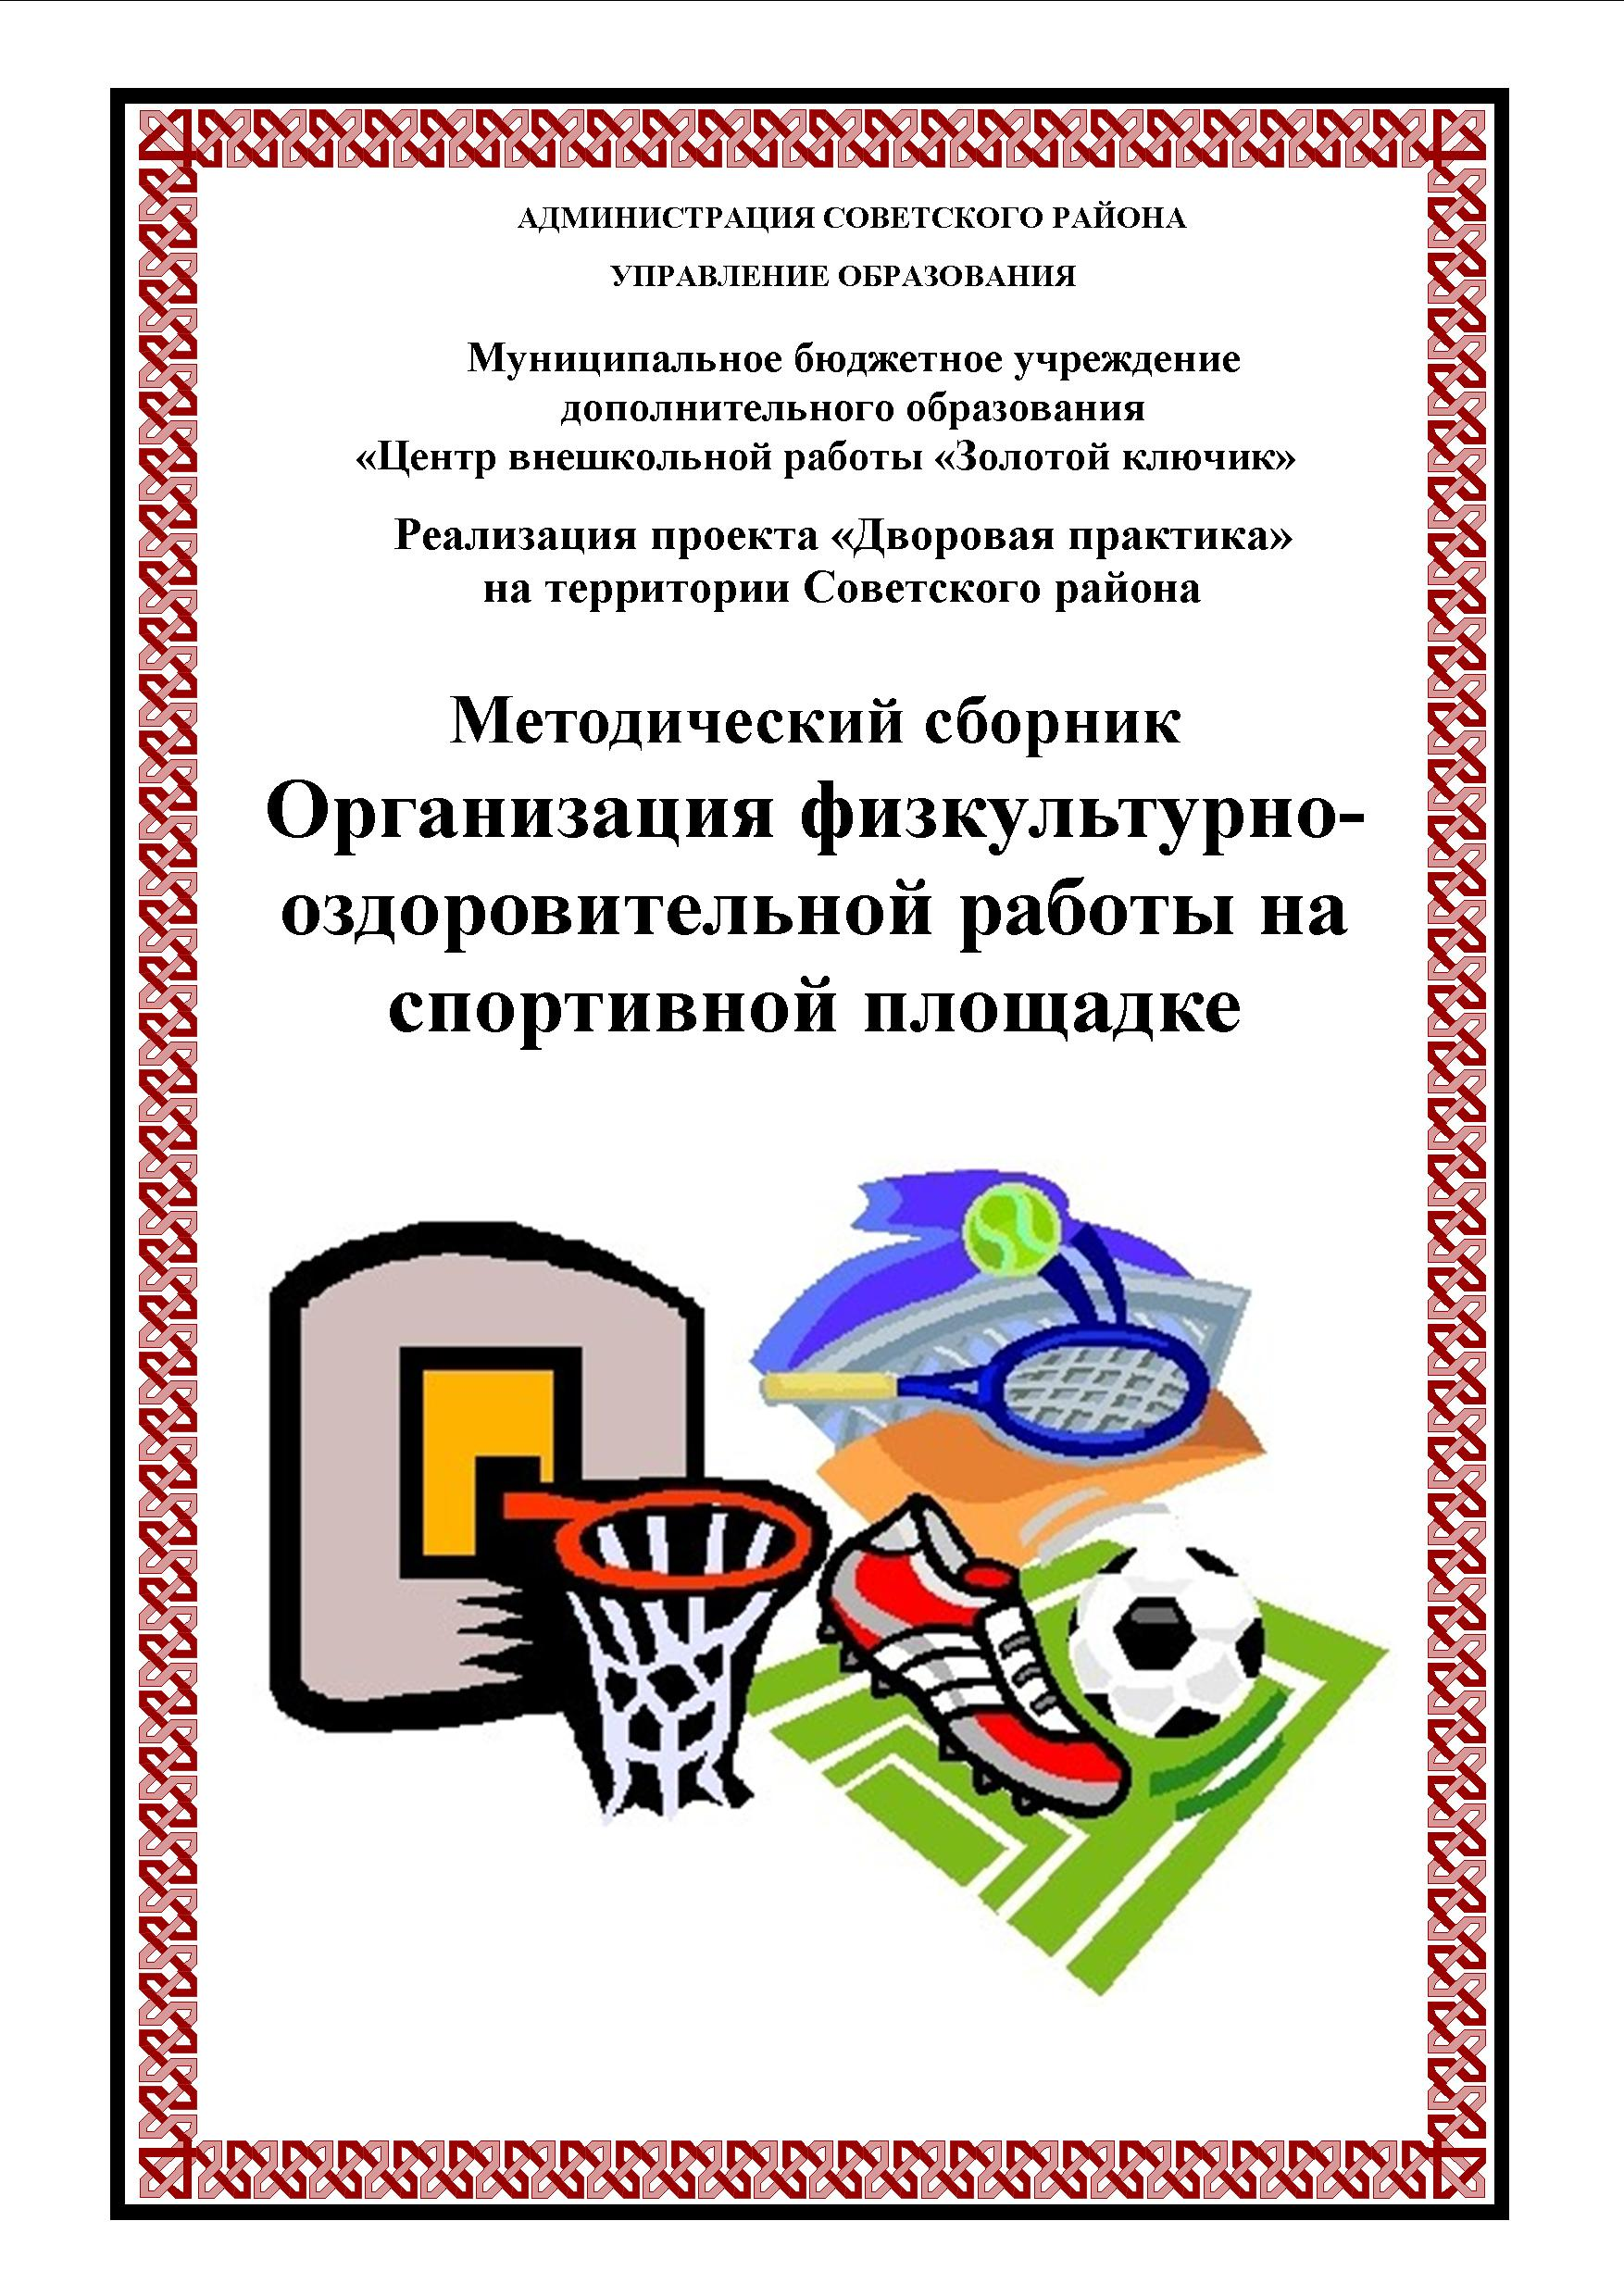 АДМИНИСТРАЦИЯ СОВЕТСКОГО РАЙОНА
УПРАВЛЕНИЕ ОБРАЗОВАНИЯ
Муниципальное бюджетное учреждение
дополнительного образования
«Центр внешкольной работы «Золотой ключик»
Реализация проекта «Дворовая практика»
на территории Советского района
Методический сборник
Организация физкультурно-
оздоровительной работы на
спортивной площадке